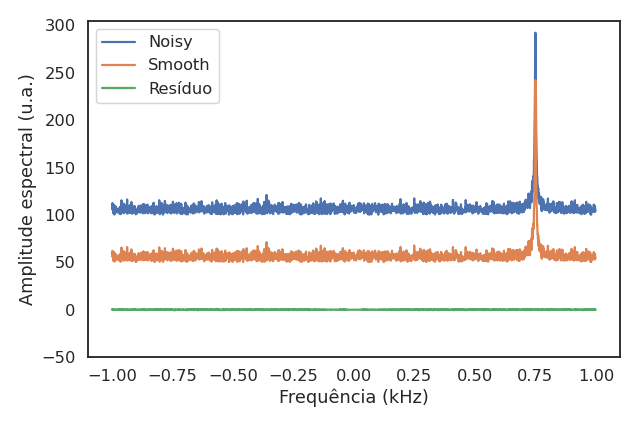 Noisy
Smooth
Resíduo
Amplitude espectral (u.a.)
300
250
200
150
100
50
0
−50
−1.00 −0.75 −0.50 −0.25 0.00 0.25 0.50 0.75 1.00
Frequência (kHz)